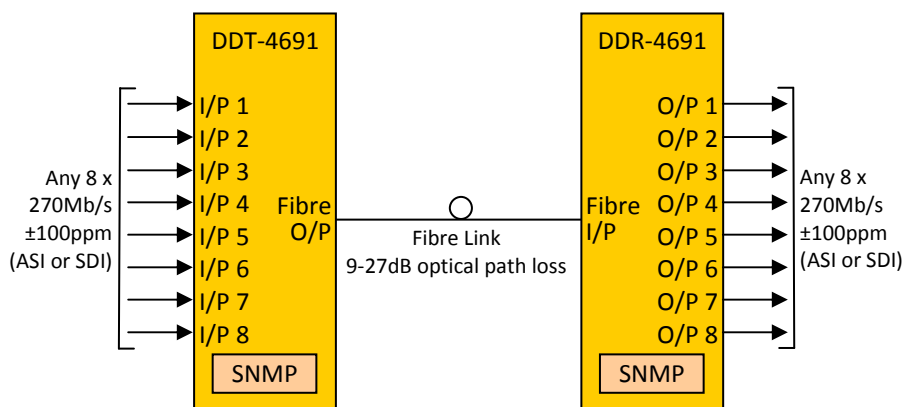 DDT-4691
DDR-4691
Any 8 x
270Mb/s
±100ppm
(ASI or SDI)
I/P 1
I/P 2
I/P 3
I/P 4
I/P 5
I/P 6
I/P 7
I/P 8
Fibre
O/P
SNMP
Fibre Link
9-27dB optical path loss
Fibre
I/P
O/P 1
O/P 2
O/P 3
O/P 4
O/P 5
O/P 6
O/P 7
O/P 8
SNMP
Any 8 x
270Mb/s
±100ppm
(ASI or SDI)